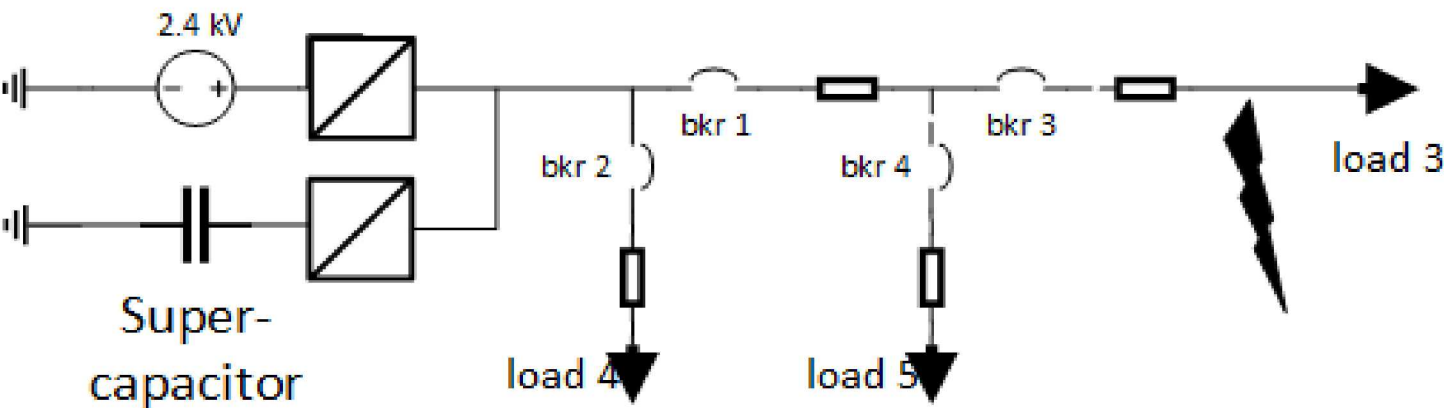 2.4 kV
bkr 1
bkr 3
load 3
bkr 2
bkr 4
Super-
capacitor
load 4
load 5